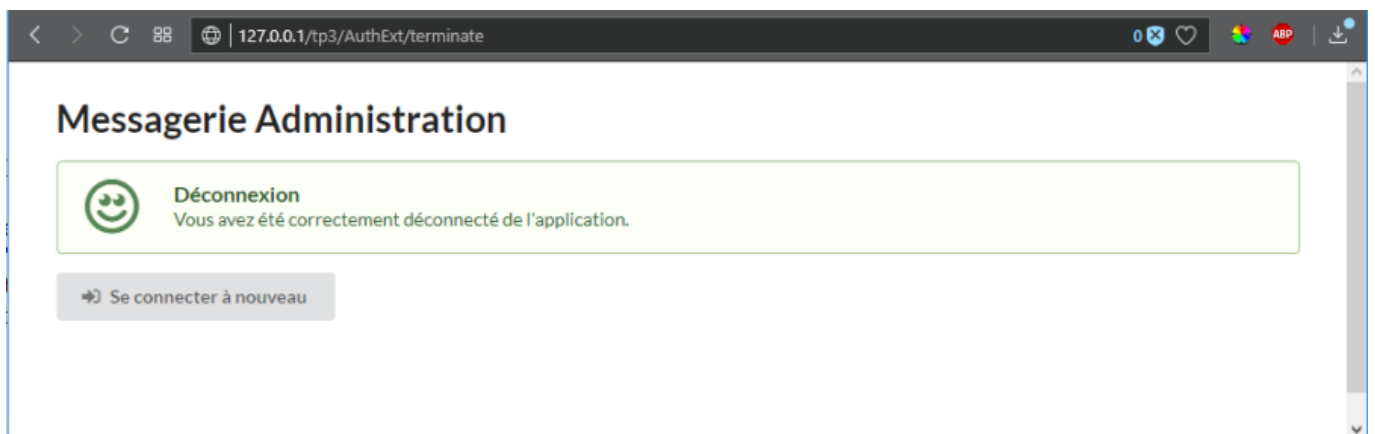 127.0.0.1/tp3/AuthExt/terminate
0
ABP
Messagerie Administration
Déconnexion
Vous avez été correctement déconnecté de l'application.
Se connecter à nouveau